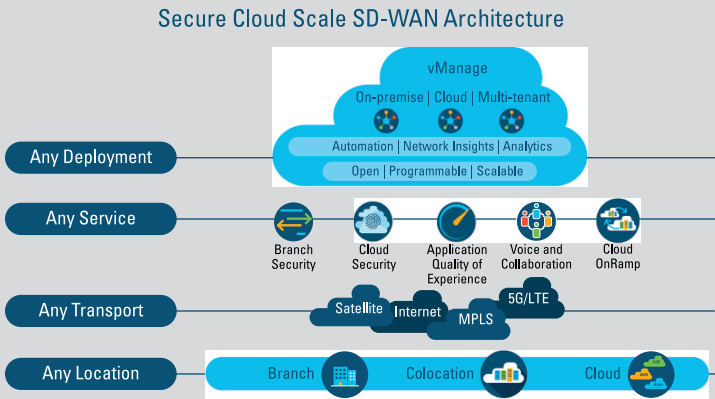 Secure Cloud Scale SD-WAN Architecture
vManage
On-premise | Cloud | Multi-tenant
Automation | Network Insights | Analytics
Open | Programmable | Scalable
Any Deployment
Any Service
Branch Security
Cloud Security
Application Quality of Experience
Voice and Collaboration
Cloud OnRamp
Any Transport
Satellite
Internet
MPLS
5G/LTE
Any Location
Branch
Colocation
Cloud